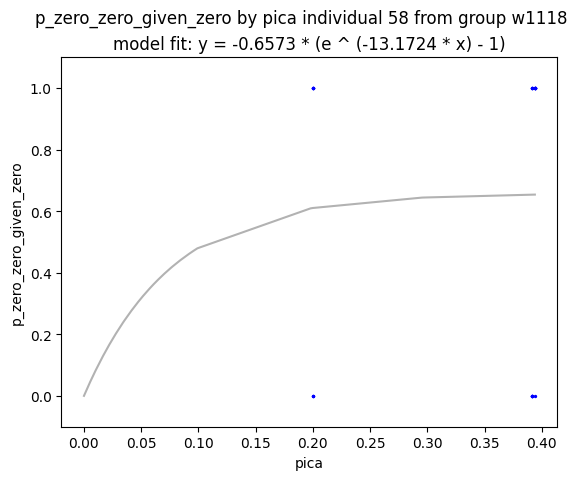 p_zero_zero_given_zero by pica individual 58 from group w1118
model fit: y = -0.6573 * (e ^ (-13.1724 * x) - 1)
1.0
0.8
0.6
0.4
0.2
0.0
p_zero_zero_given_zero
0.00 0.05 0.10 0.15 0.20 0.25 0.30 0.35 0.40
pica